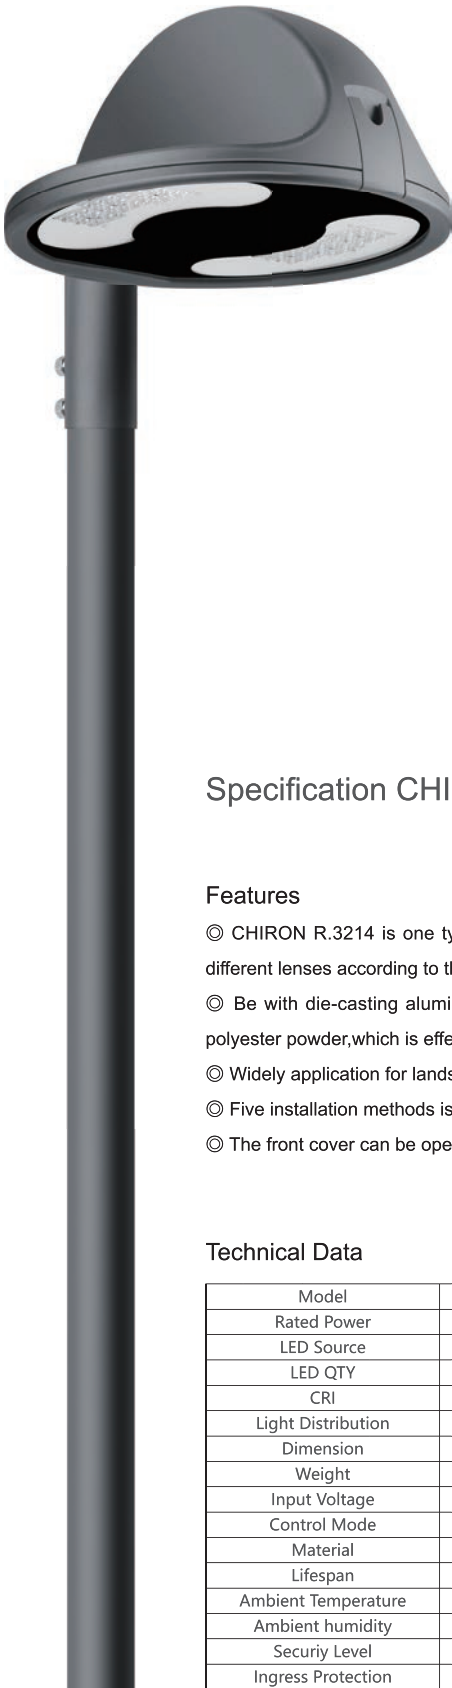 Specification CHI
Features
◎ CHIRON R.3214 is one ty
different lenses according to th
◎ Be with die-casting alumi
polyester powder,which is effe
◎ Widely application for lands
◎ Five installation methods is
◎ The front cover can be ope
Technical Data
Model
Rated Power
LED Source
LED QTY
CRI
Light Distribution
Dimension
Weight
Input Voltage
Control Mode
Material
Lifespan
Ambient Temperature
Ambient humidity
Securiy Level
Ingress Protection